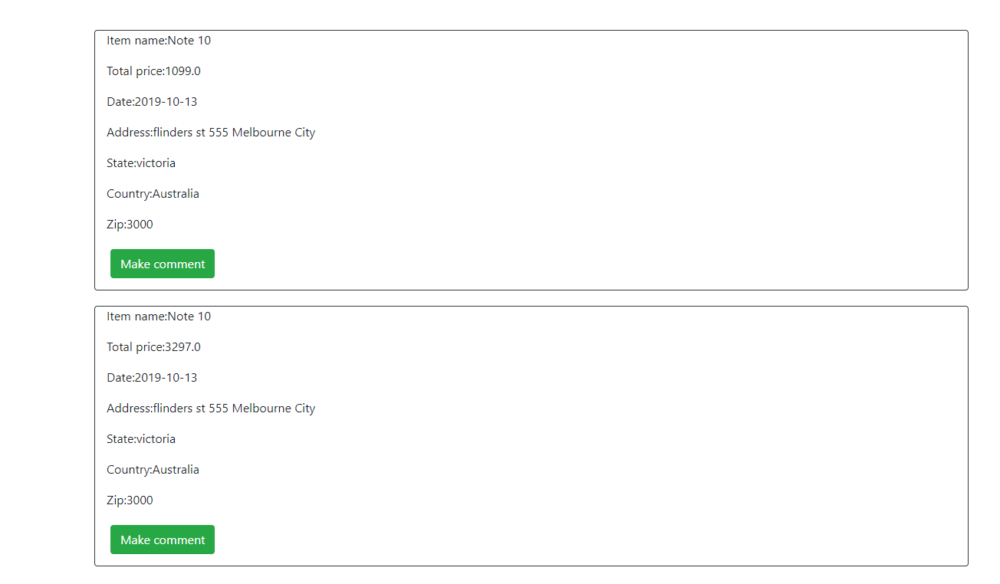 Item name:Note 10
Total price:1099.0
Date:2019-10-13
Address:flinders st 555 Melbourne City
State:victoria
Country:Australia
Zip:3000
Make comment
Item name:Note 10
Total price:3297.0
Date:2019-10-13
Address:flinders st 555 Melbourne City
State:victoria
Country:Australia
Zip:3000
Make comment